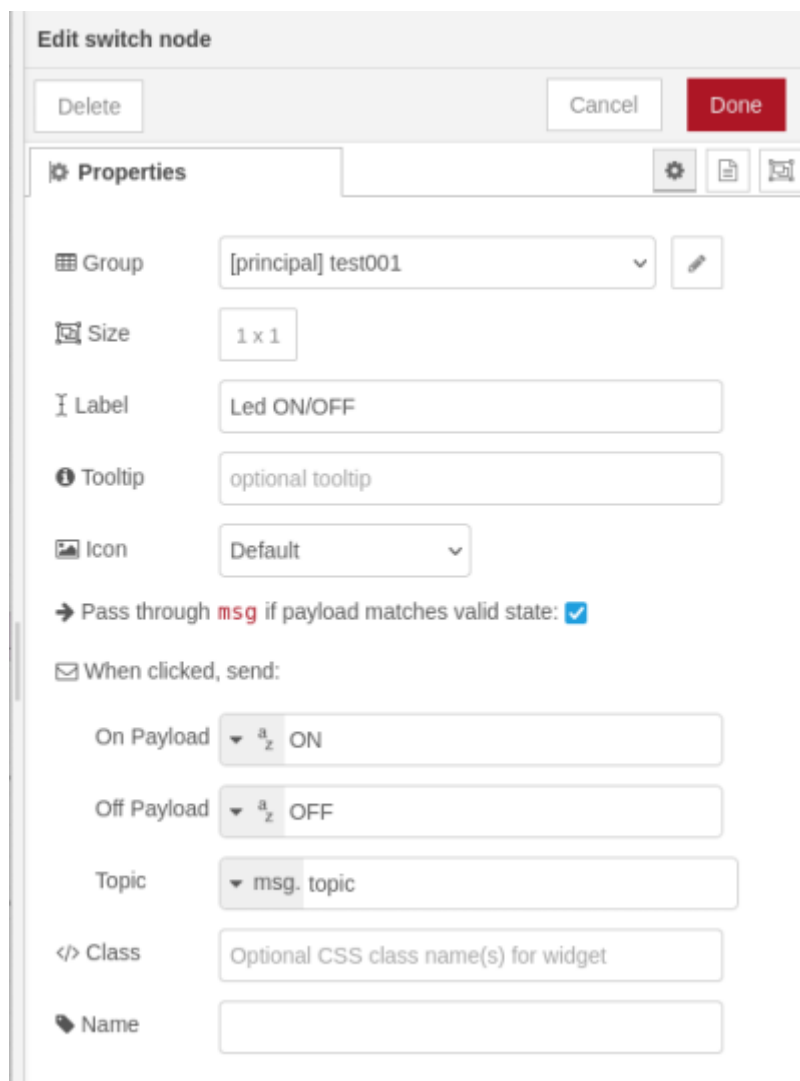 Edit switch node
Delete Cancel Done
Properties
Group [principal] test001
Size 1 x 1
Label Led ON/OFF
Tooltip optional tooltip
Icon Default
Pass through msg if payload matches valid state:
When clicked, send:
On Payload a z ON
Off Payload a z OFF
Topic msg. topic
</> Class Optional CSS class name(s) for widget
Name